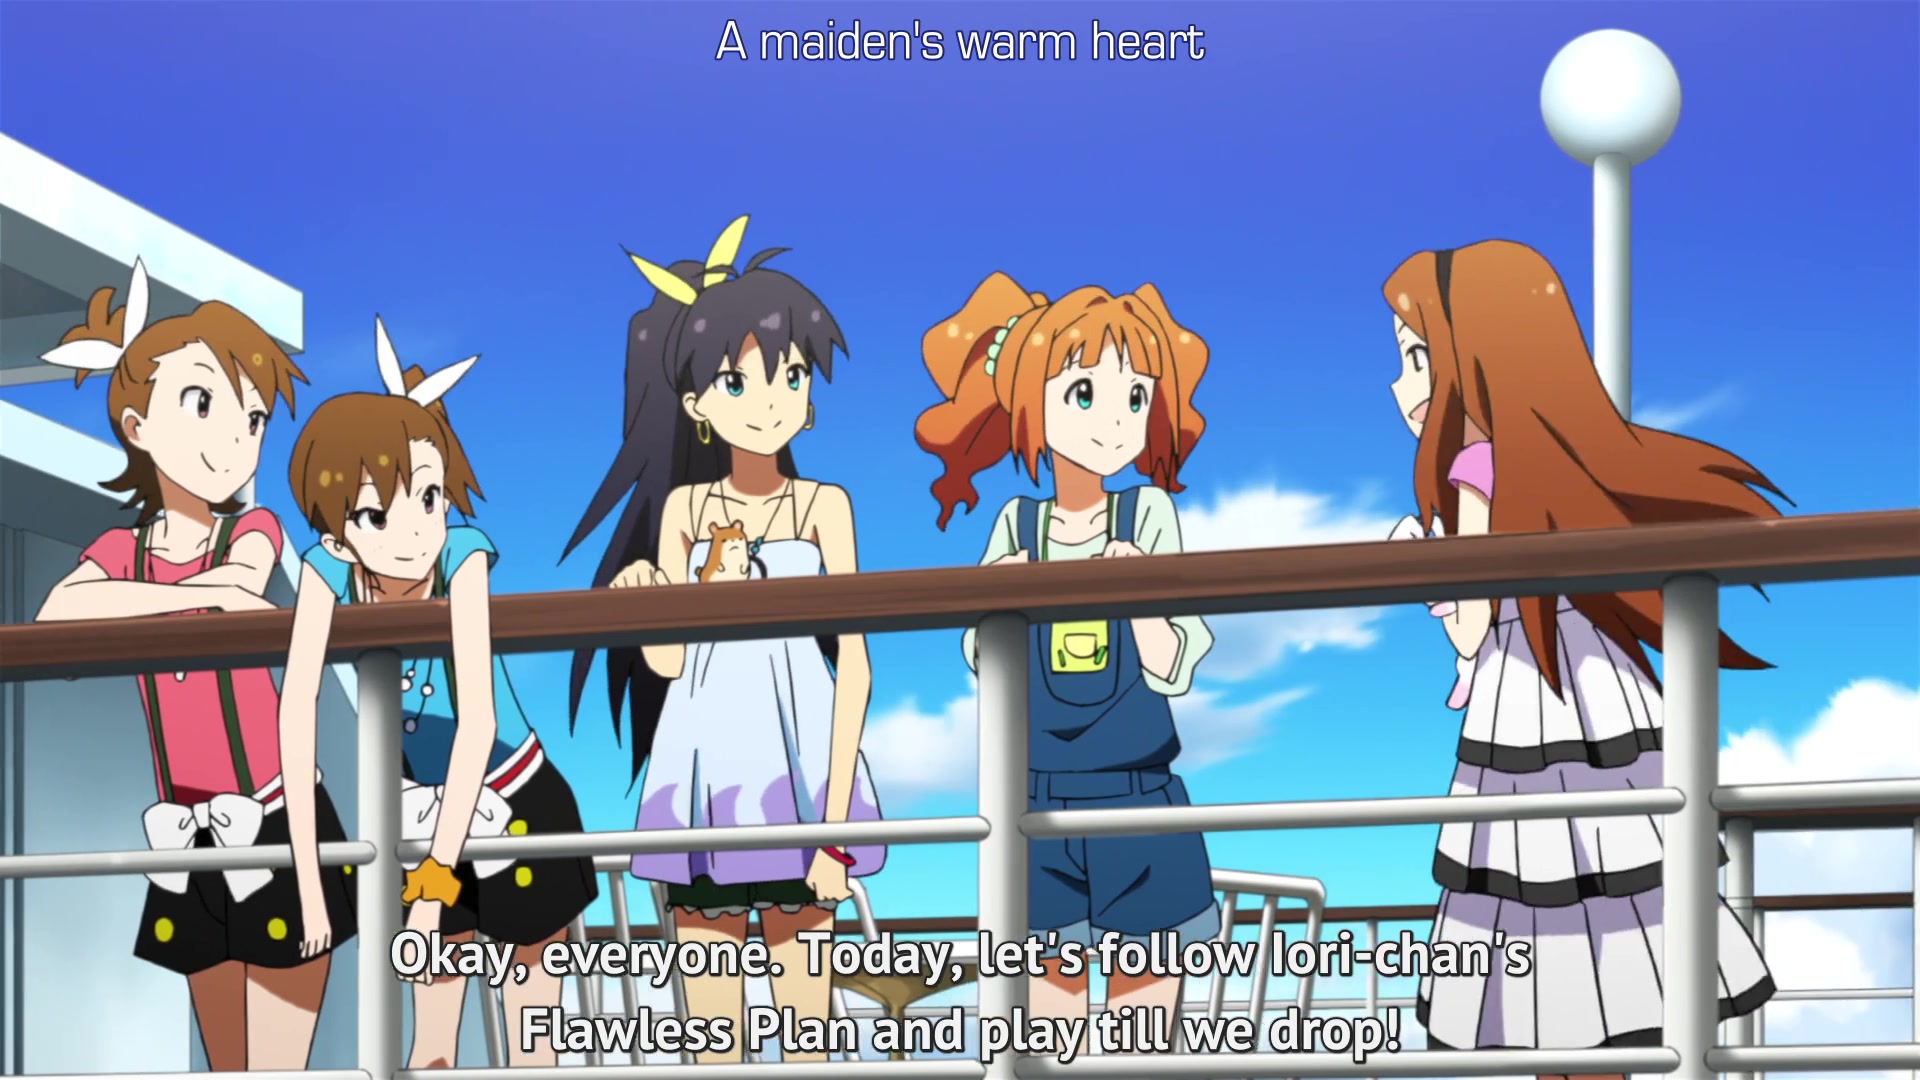 A maiden's warm heart
Okay, everyone. Today, let's follow Iori-chan's
Flawless Plan and play till we drop!